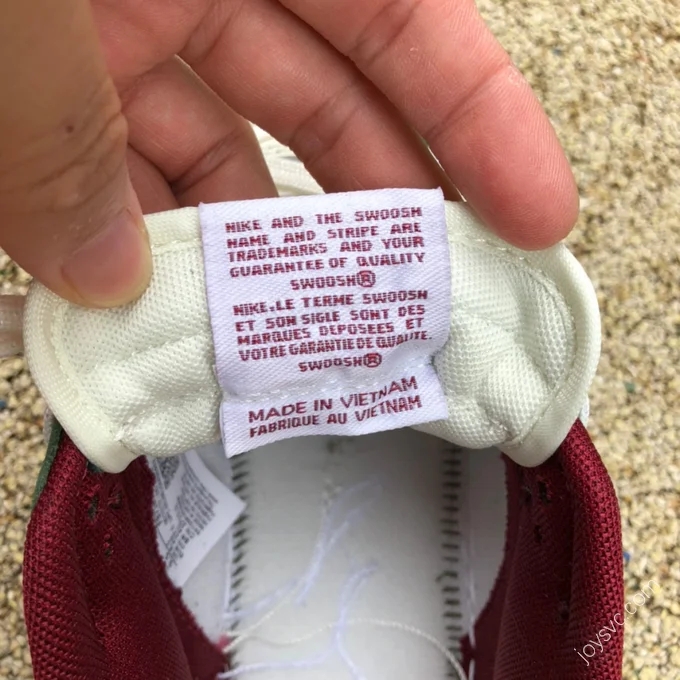 NIKE AND THE SWOOSH
NAME AND STRIPE ARE
TRADEMARKS AND YOUR
GUARANTEE OF QUALITY
SWOOSH®
NIKE.LE TERME SWOOSH
ET SON SIGLE SONT DES
MARQUES DEPOSEES ET
VOTRE GARANTIE DE QUALITE.
SWOOSH®
MADE IN VIETNAM
FABRIQUE AU VIETNAM
joysvc.com